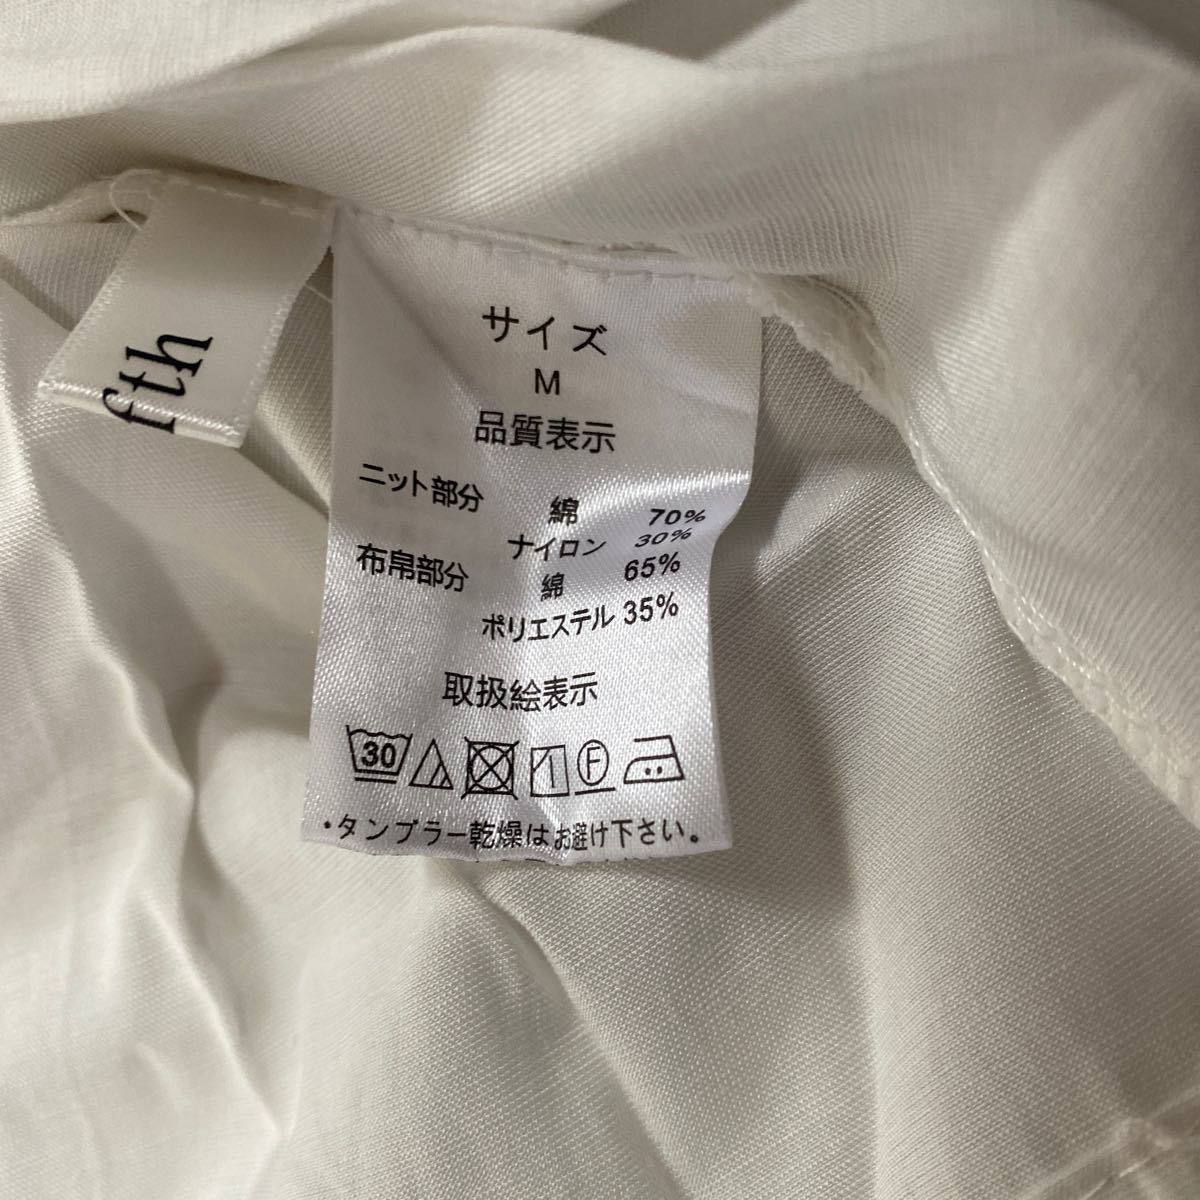 fth
サイズ
M
品質表示
ニット部分 綿 70%
ナイロン 30%
布帛部分 綿 65%
ポリエステル 35%
取扱絵表示
30 F
・タンブラー乾燥はお避け下さい。